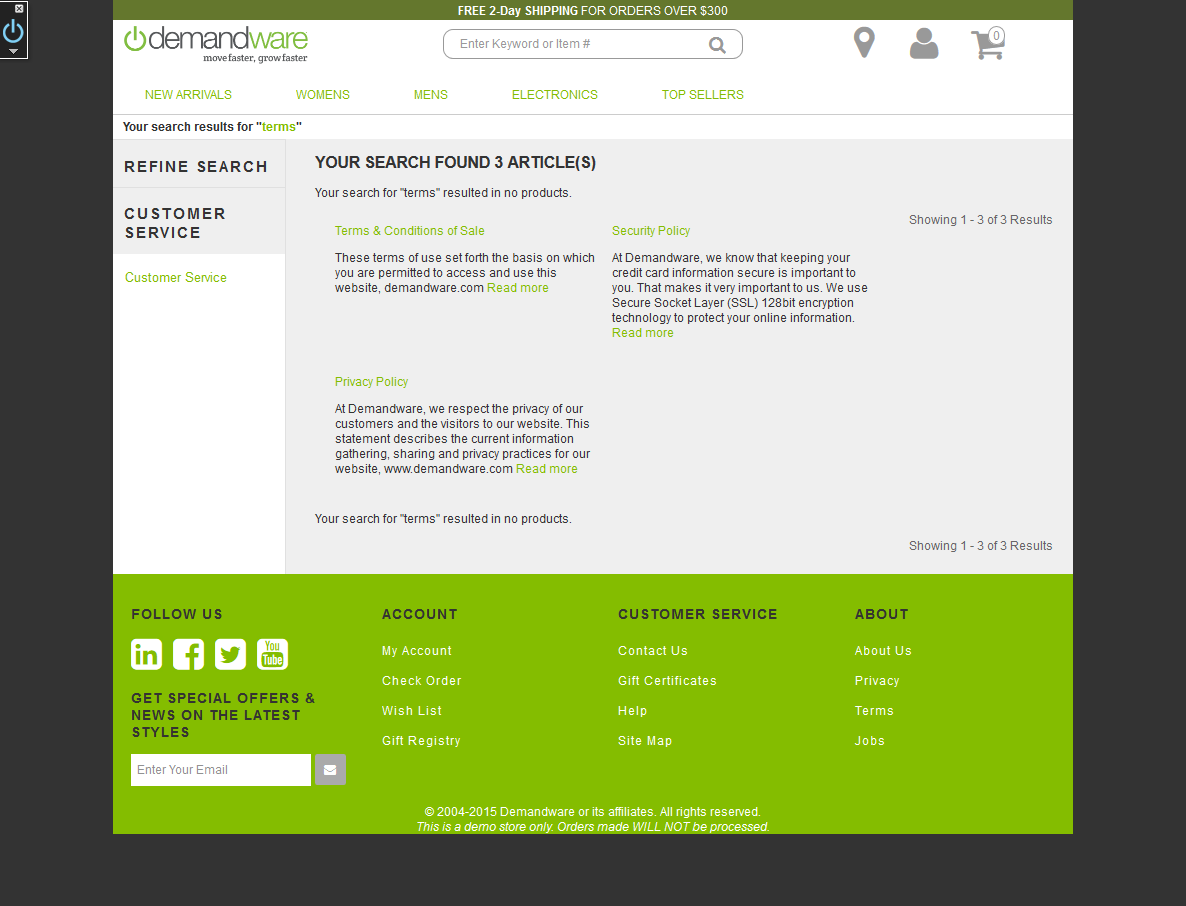 FREE 2-Day SHIPPING FOR ORDERS OVER $300
demandware
move faster, grow faster
Enter Keyword or Item #
0
NEW ARRIVALS WOMENS MENS ELECTRONICS TOP SELLERS
Your search results for "terms"
REFINE SEARCH
CUSTOMER
SERVICE
Customer Service
YOUR SEARCH FOUND 3 ARTICLE(S)
Your search for "terms" resulted in no products.
Showing 1 - 3 of 3 Results
Terms & Conditions of Sale
These terms of use set forth the basis on which
you are permitted to access and use this
website, demandware.com Read more
Security Policy
At Demandware, we know that keeping your
credit card information secure is important to
you. That makes it very important to us. We use
Secure Socket Layer (SSL) 128bit encryption
technology to protect your online information.
Read more
Privacy Policy
At Demandware, we respect the privacy of our
customers and the visitors to our website. This
statement describes the current information
gathering, sharing and privacy practices for our
website, www.demandware.com Read more
Your search for "terms" resulted in no products.
Showing 1 - 3 of 3 Results
FOLLOW US
in
You
Tube
GET SPECIAL OFFERS &
NEWS ON THE LATEST
STYLES
Enter Your Email
ACCOUNT
My Account
Check Order
Wish List
Gift Registry
CUSTOMER SERVICE
Contact Us
Gift Certificates
Help
Site Map
ABOUT
About Us
Privacy
Terms
Jobs
© 2004-2015 Demandware or its affiliates. All rights reserved.
This is a demo store only. Orders made WILL NOT be processed.